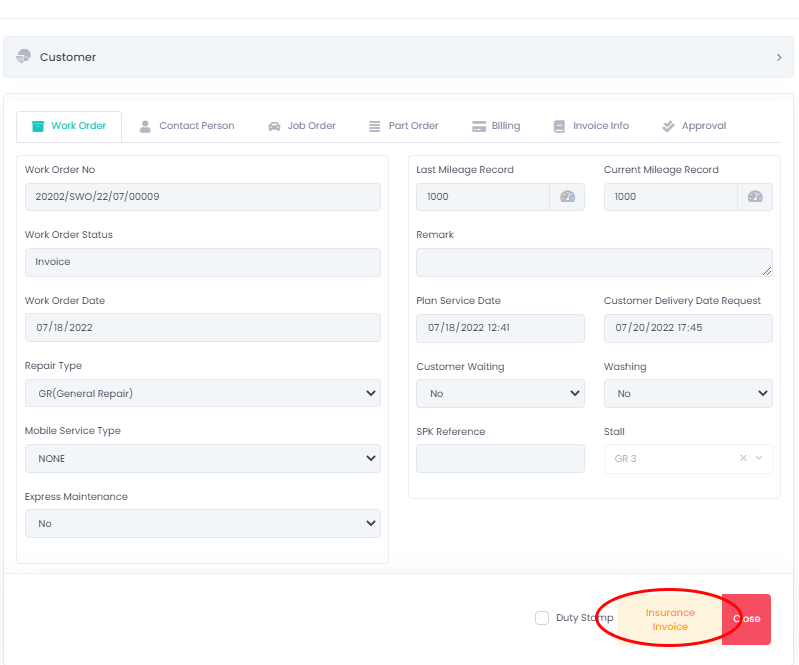 Customer
Work Order
Contact Person
Job Order
Part Order
Billing
Invoice Info
Approval
Work Order No
20202/SWO/22/07/00009
Work Order Status
Invoice
Work Order Date
07/18/2022
Repair Type
GR(General Repair)
Mobile Service Type
NONE
Express Maintenance
No
Last Mileage Record
Current Mileage Record
1000
1000
Remark
Plan Service Date
Customer Delivery Date Request
07/18/2022 12:41
07/20/2022 17:45
Customer Waiting
Washing
No
No
SPK Reference
Stall
GR 3
Duty Stamp
Insurance
Invoice
Close